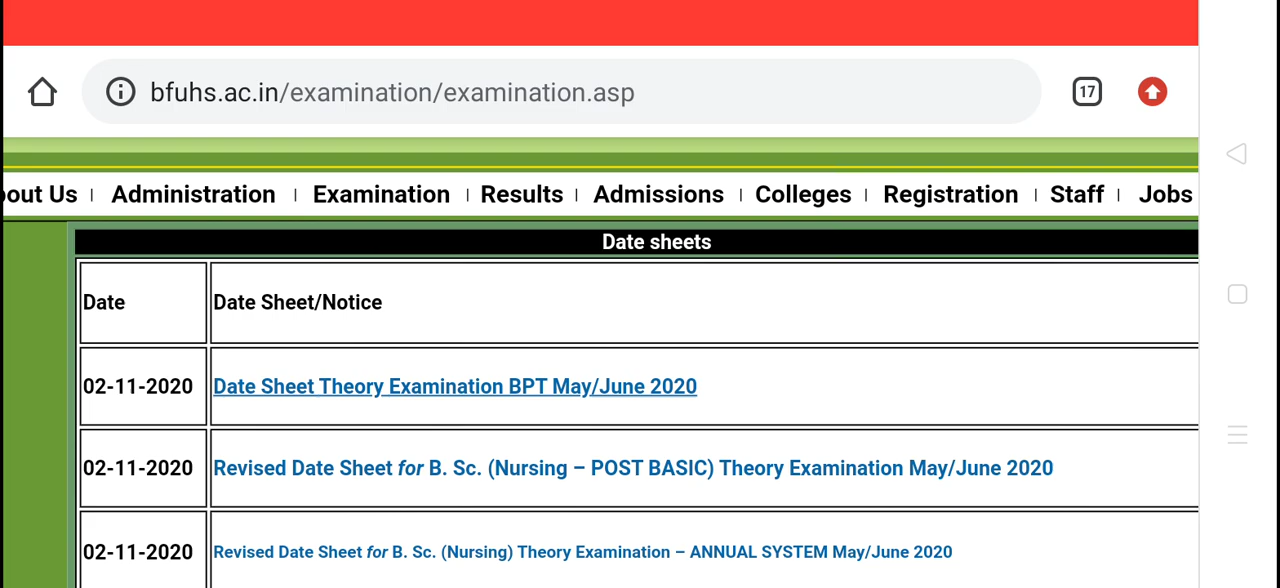 bfuhs.ac.in/examination/examination.asp
17
out Us | Administration | Examination | Results | Admissions | Colleges | Registration | Staff | Jobs
Date sheets
Date Date Sheet/Notice
02-11-2020 Date Sheet Theory Examination BPT May/June 2020
02-11-2020 Revised Date Sheet for B. Sc. (Nursing – POST BASIC) Theory Examination May/June 2020
02-11-2020 Revised Date Sheet for B. Sc. (Nursing) Theory Examination – ANNUAL SYSTEM May/June 2020